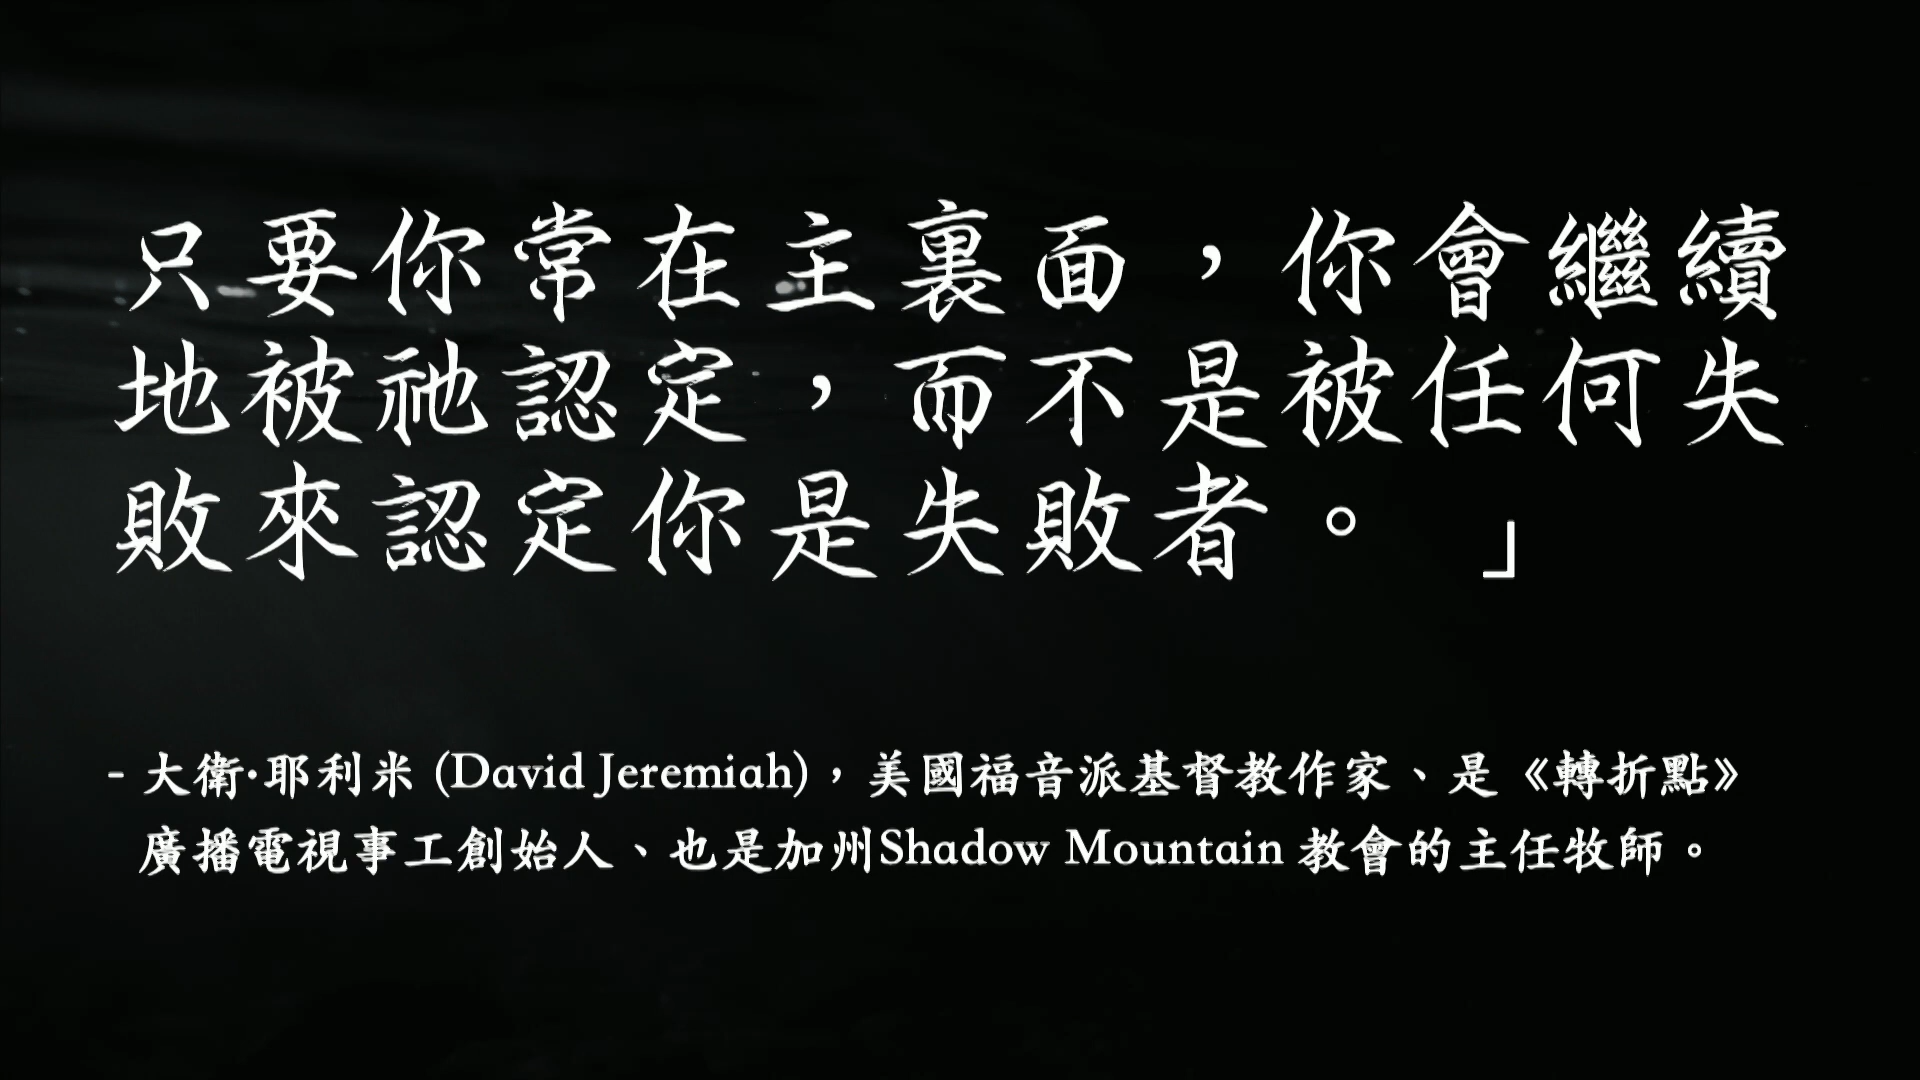 只要你常在主裏面，你會繼續
地被祂認定，而不是被任何失
敗來認定你是失敗者。 」
- 大衛·耶利米 (David Jeremiah)，美國福音派基督教作家、是《轉折點》
廣播電視事工創始人、也是加州Shadow Mountain 教會的主任牧師。